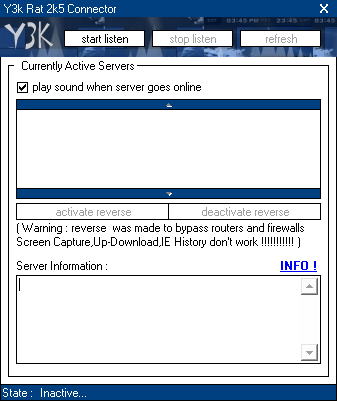 Y3k Rat 2k5 Connector
Y3K
start listen
stop listen
refresh
Currently Active Servers
play sound when server goes online
activate reverse
deactivate reverse
( Warning : reverse was made to bypass routers and firewalls
Screen Capture,Up-Download,IE History don't work !!!!!!!!!!! )
Server Information :
INFO !
State : Inactive...